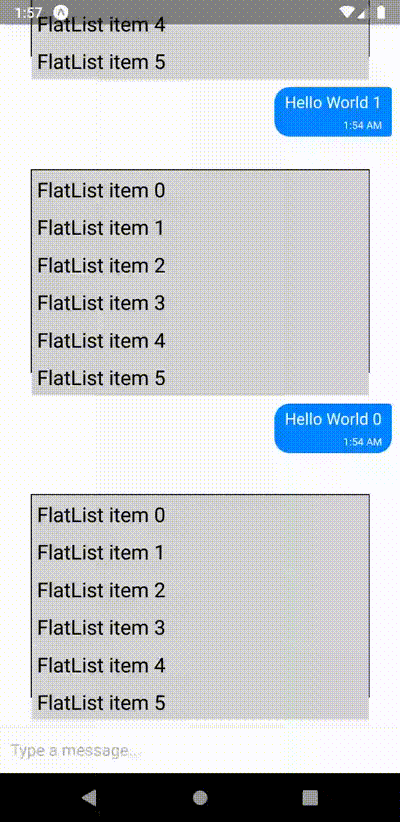 1:57
FlatList item 4
FlatList item 5
Hello World 1
1:54 AM
FlatList item 0
FlatList item 1
FlatList item 2
FlatList item 3
FlatList item 4
FlatList item 5
Hello World 0
1:54 AM
FlatList item 0
FlatList item 1
FlatList item 2
FlatList item 3
FlatList item 4
FlatList item 5
Type a message...